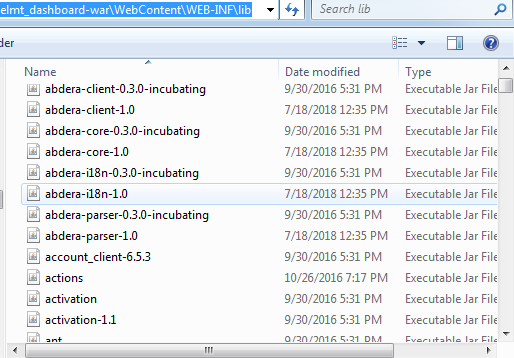 elmt_dashboard-war\WebContent\WEB-INF\lib Search lib
der
Name Date modified Type
abdera-client-0.3.0-incubating 9/30/2016 5:31 PM Executable Jar File
abdera-client-1.0 7/18/2018 12:35 PM Executable Jar File
abdera-core-0.3.0-incubating 9/30/2016 5:31 PM Executable Jar File
abdera-core-1.0 7/18/2018 12:35 PM Executable Jar File
abdera-i18n-0.3.0-incubating 9/30/2016 5:31 PM Executable Jar File
abdera-i18n-1.0 7/18/2018 12:35 PM Executable Jar File
abdera-parser-0.3.0-incubating 9/30/2016 5:31 PM Executable Jar File
abdera-parser-1.0 7/18/2018 12:35 PM Executable Jar File
account_client-6.5.3 9/30/2016 5:31 PM Executable Jar File
actions 10/26/2016 7:17 PM Executable Jar File
activation 9/30/2016 5:31 PM Executable Jar File
activation-1.1 9/30/2016 5:31 PM Executable Jar File
ant 9/30/2016 5:31 PM Executable Jar File